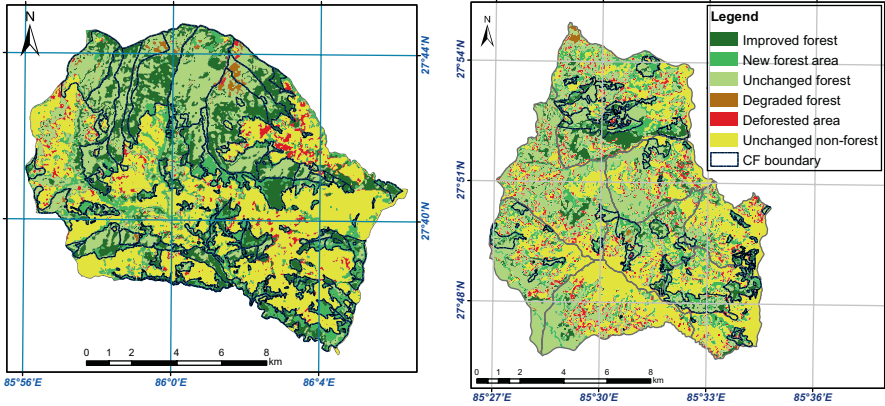 N
27°44'N
27°40'N
0 1 2 4 6 8
km
85°56'E 86°0'E 86°4'E
N
27°54'N
27°51'N
27°48'N
Legend
Improved forest
New forest area
Unchanged forest
Degraded forest
Deforested area
Unchanged non-forest
CF boundary
0 1 2 4 6 8
km
85°27'E 85°30'E 85°33'E 85°36'E